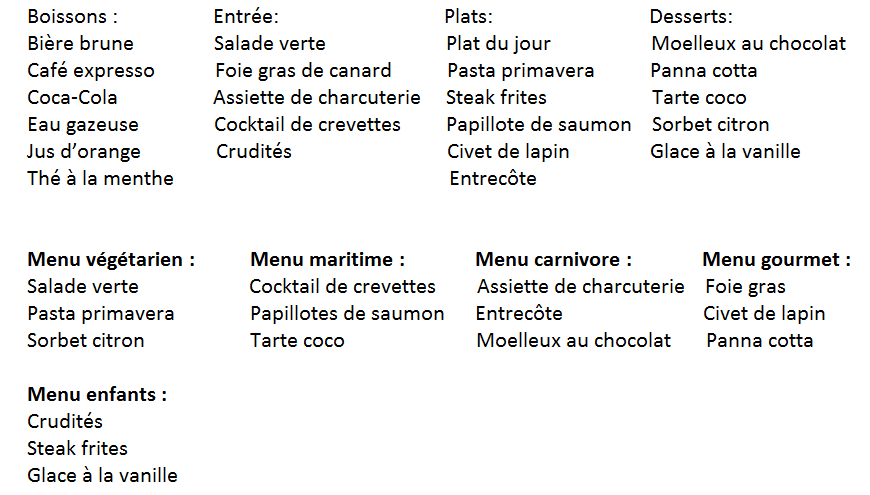 Boissons :
Bière brune
Café expresso
Coca-Cola
Eau gazeuse
Jus d’orange
Thé à la menthe
Entrée:
Salade verte
Foie gras de canard
Assiette de charcuterie
Cocktail de crevettes
Crudités
Plats:
Plat du jour
Pasta primavera
Steak frites
Papillote de saumon
Civet de lapin
Entrecôte
Desserts:
Moelleux au chocolat
Panna cotta
Tarte coco
Sorbet citron
Glace à la vanille
Menu végétarien :
Salade verte
Pasta primavera
Sorbet citron
Menu maritime :
Cocktail de crevettes
Papillotes de saumon
Tarte coco
Menu carnivore :
Assiette de charcuterie
Entrecôte
Moelleux au chocolat
Menu gourmet :
Foie gras
Civet de lapin
Panna cotta
Menu enfants :
Crudités
Steak frites
Glace à la vanille